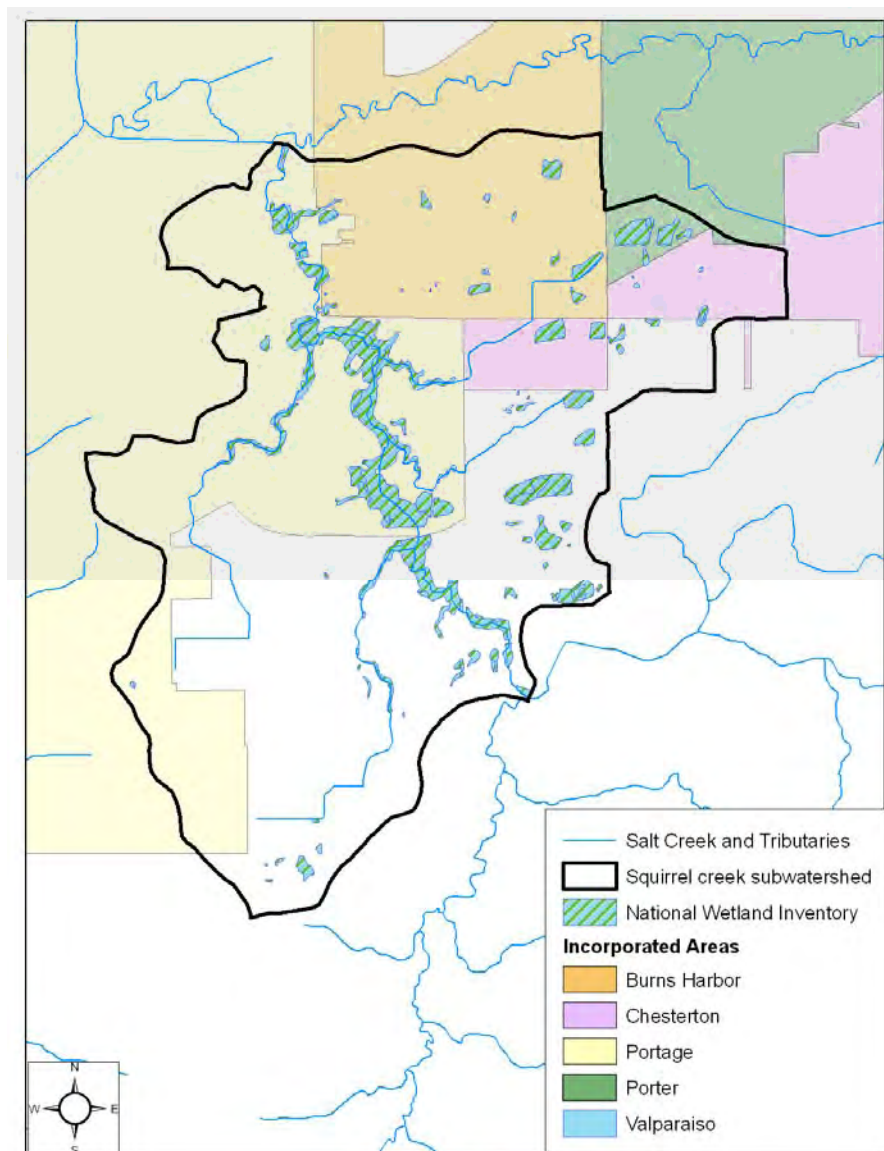 Salt Creek and Tributaries
Squirrel creek subwatershed
National Wetland Inventory
Incorporated Areas
Burns Harbor
Chesterton
Portage
Porter
Valparaiso
N
W E
S